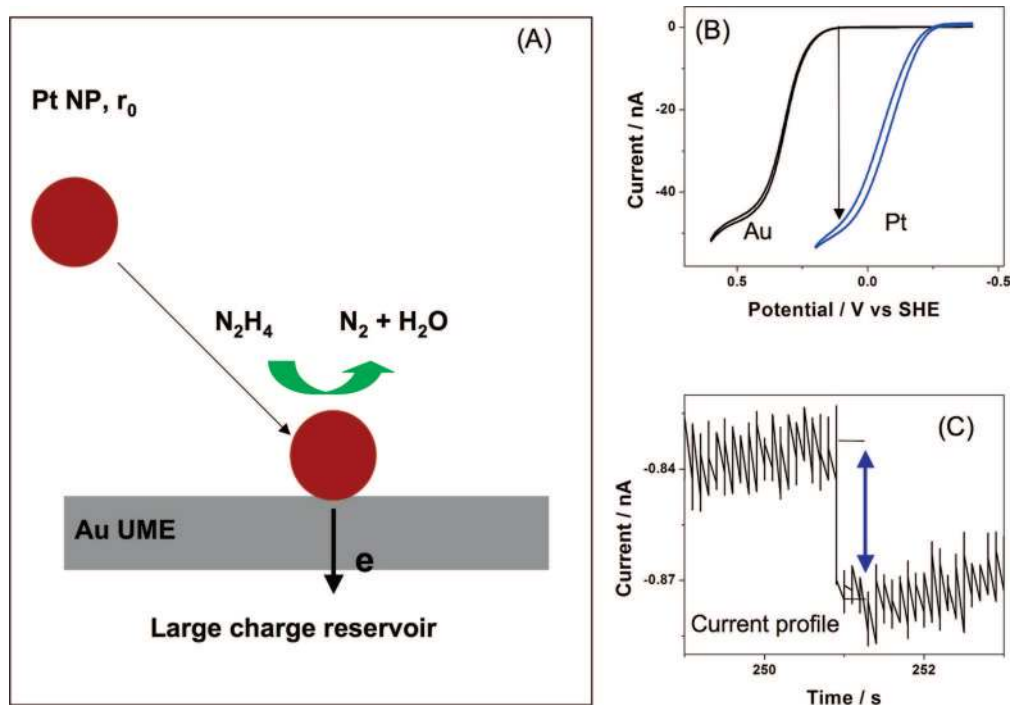 (A)
Pt NP, r₀
N₂H₄
N₂ + H₂O
Au UME
e
Large charge reservoir
(B)
Current / nA
0
-20
-40
Au
Pt
0.5
0.0
-0.5
Potential / V vs SHE
(C)
Current / nA
-0.84
-0.87
Current profile
250
252
Time / s